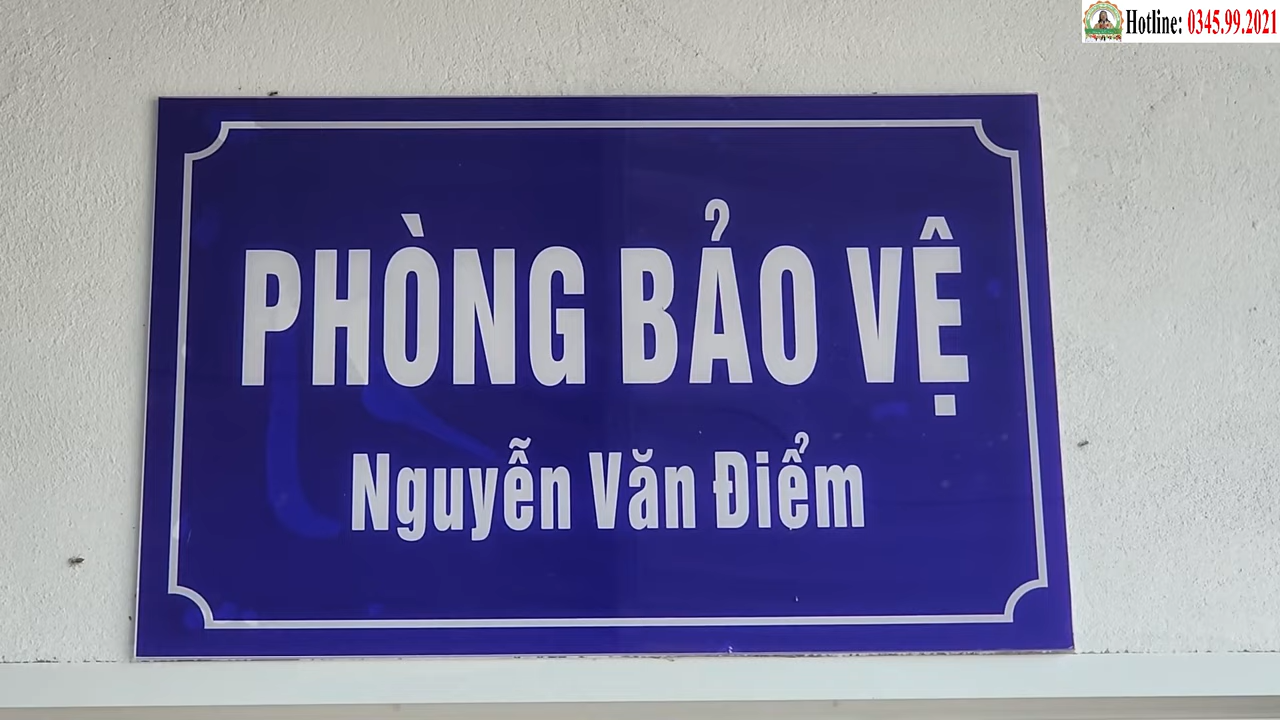 Hotline: 0345.99.2021
PHÒNG BẢO VỆ
Nguyễn Văn Điểm